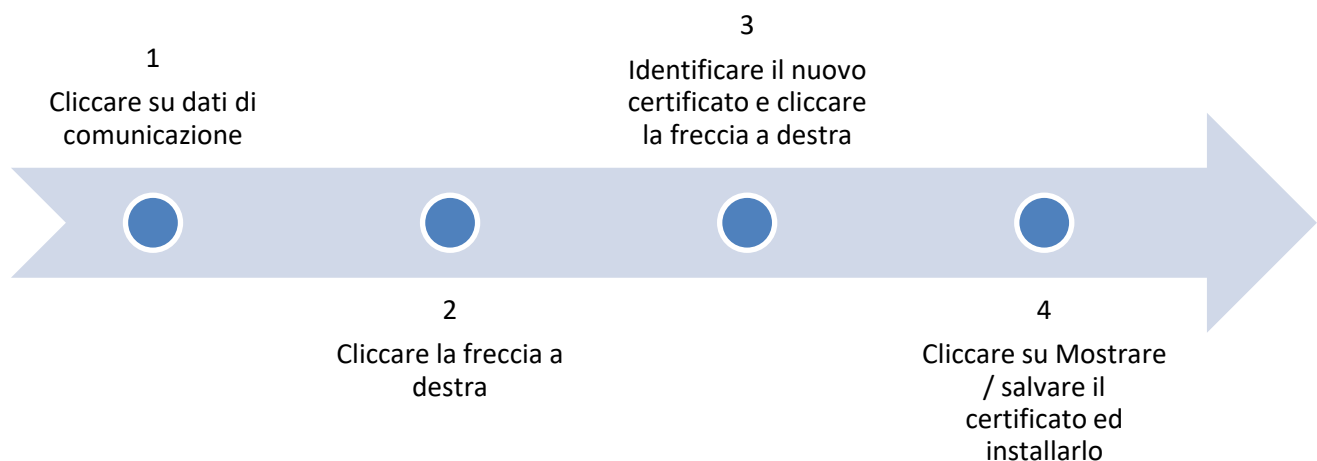 1
Cliccare su dati di
comunicazione
2
Cliccare la freccia a
destra
3
Identificare il nuovo
certificato e cliccare
la freccia a destra
4
Cliccare su Mostrare
/ salvare il
certificato ed
installarlo